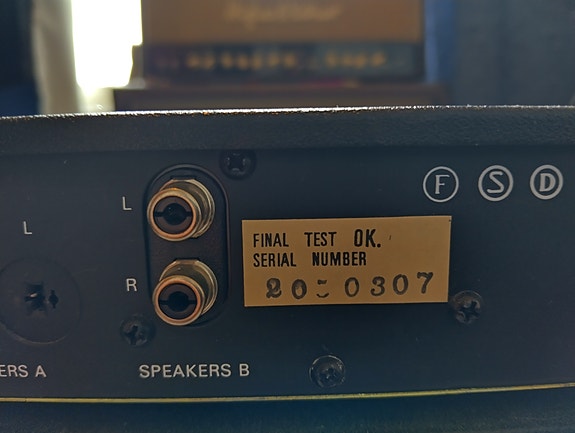 F S D
L
FINAL TEST OK.
SERIAL NUMBER
L
R
ERS A
SPEAKERS B